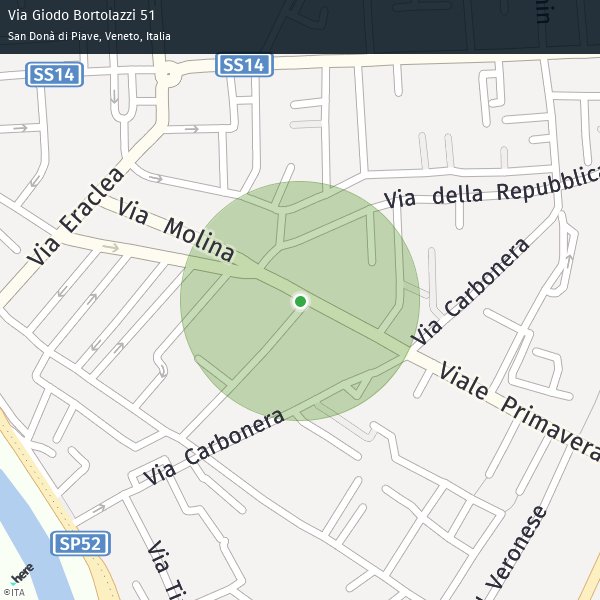 Via Giodo Bortolazzi 51
San Donà di Piave, Veneto, Italia
SS14
SS14
Via Eraclea
Via Molina
Via della Repubblica
Via Carbonera
Viale Primavera
Via Carbonera
SP52
Via Ti
Veronese
here
©ITA